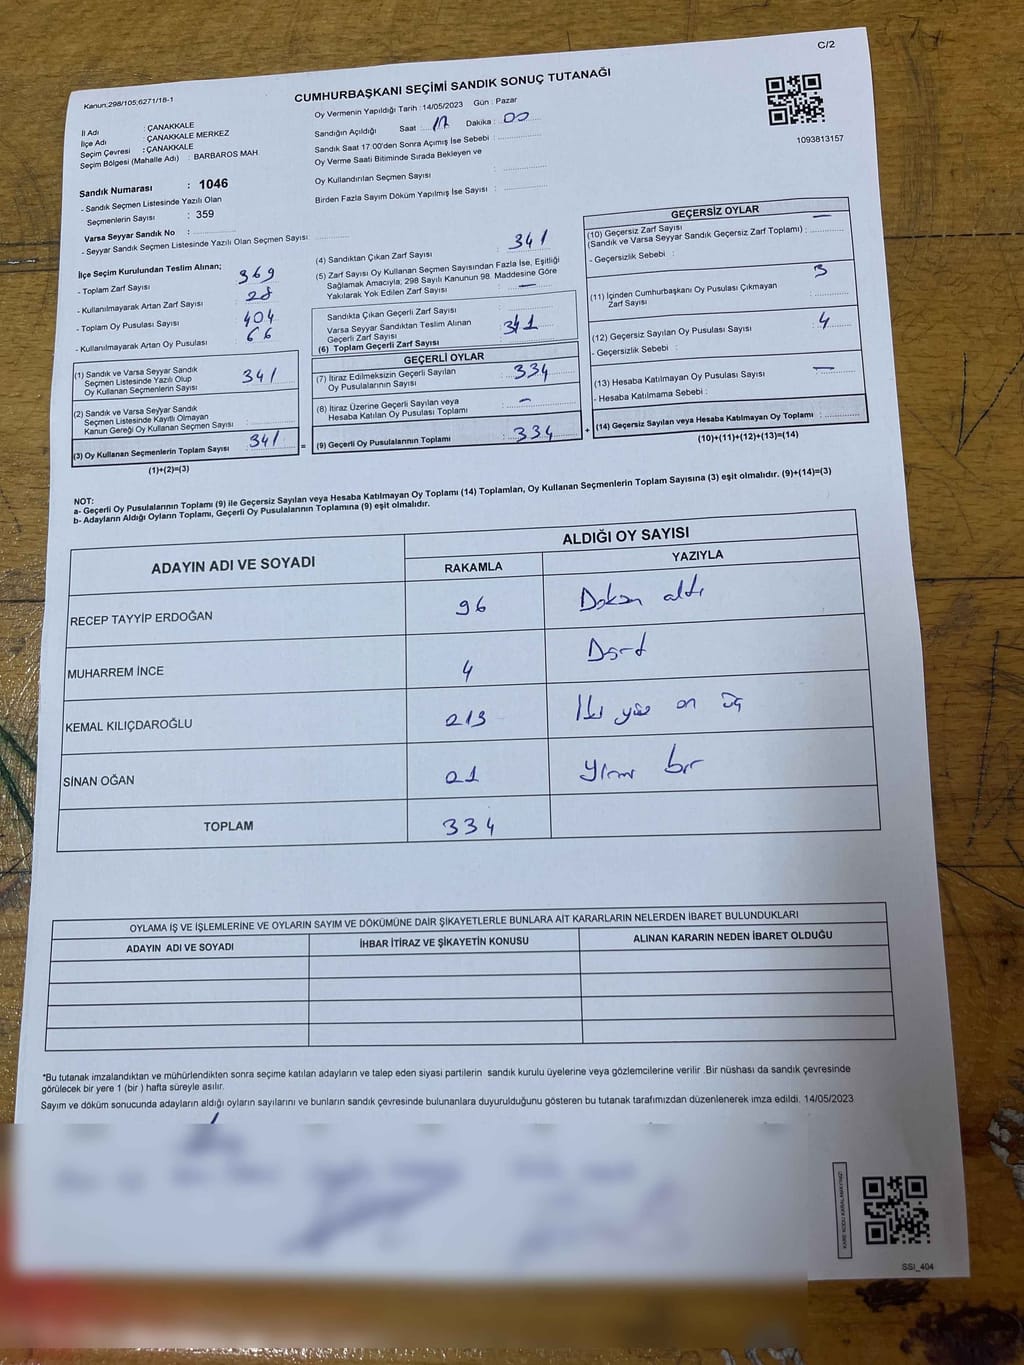 C/2
Kanun:298/105;6271/18-1
CUMHURBAŞKANI SEÇİMİ SANDIK SONUÇ TUTANAĞI
İl Adı : ÇANAKKALE
İlçe Adı : ÇANAKKALE MERKEZ
Seçim Çevresi : ÇANAKKALE
Seçim Bölgesi (Mahalle Adı) : BARBAROS MAH.
Sandık Numarası : 1046
- Sandık Seçmen Listesinde Yazılı Olan
Seçmenlerin Sayısı : 359
Varsa Seyyar Sandık No :
- Seyyar Sandık Seçmen Listesinde Yazılı Olan Seçmen Sayısı:
Oy Vermenin Yapıldığı Tarih : 14/05/2023 Gün : Pazar
Sandığın Açıldığı Saat : 17 Dakika : 00
Sandık Saat 17:00'den Sonra Açımış İse Sebebi :
Oy Verme Saati Bitiminde Sırada Bekleyen ve
Oy Kullandırılan Seçmen Sayısı :
Birden Fazla Sayım Döküm Yapılmış İse Sayısı :
1093813157
İlçe Seçim Kurulundan Teslim Alınan;
- Toplam Zarf Sayısı : 369
- Kullanılmayarak Artan Zarf Sayısı : 28
- Toplam Oy Pusulası Sayısı : 404
- Kullanılmayarak Artan Oy Pusulası : 66
(1) Sandık ve Varsa Seyyar Sandık
Seçmen Listesinde Yazılı Olup
Oy Kullanan Seçmenlerin Sayısı : 341
(2) Sandık ve Varsa Seyyar Sandık
Seçmen Listesinde Kayıtlı Olmayan
Kanun Gereği Oy Kullanan Seçmen Sayısı :
(3) Oy Kullanan Seçmenlerin Toplam Sayısı : 341
(1)+(2)=(3)
=
(4) Sandıktan Çıkan Zarf Sayısı : 341
(5) Zarf Sayısı Oy Kullanan Seçmen Sayısından Fazla İse, Eşitliği
Sağlamak Amacıyla; 298 Sayılı Kanunun 98. Maddesine Göre
Yakılarak Yok Edilen Zarf Sayısı : —
Sandıkta Çıkan Geçerli Zarf Sayısı
Varsa Seyyar Sandıktan Teslim Alınan
Geçerli Zarf Sayısı
(6) Toplam Geçerli Zarf Sayısı : 341
GEÇERLİ OYLAR
(7) İtiraz Edilmeksizin Geçerli Sayılan
Oy Pusulalarının Sayısı : 334
(8) İtiraz Üzerine Geçerli Sayılan veya
Hesaba Katılan Oy Pusulası Toplamı : —
(9) Geçerli Oy Pusulalarının Toplamı : 334
+
GEÇERSİZ OYLAR
(10) Geçersiz Zarf Sayısı
(Sandık ve Varsa Seyyar Sandık Geçersiz Zarf Toplamı) : —
- Geçersizlik Sebebi :
(11) İçinden Cumhurbaşkanı Oy Pusulası Çıkmayan
Zarf Sayısı : 3
(12) Geçersiz Sayılan Oy Pusulası Sayısı : 4
- Geçersizlik Sebebi :
(13) Hesaba Katılmayan Oy Pusulası Sayısı : —
- Hesaba Katılmama Sebebi :
(14) Geçersiz Sayılan veya Hesaba Katılmayan Oy Toplamı :
(10)+(11)+(12)+(13)=(14)
NOT:
a- Geçerli Oy Pusulalarının Toplamı (9) ile Geçersiz Sayılan veya Hesaba Katılmayan Oy Toplamı (14) Toplamları, Oy Kullanan Seçmenlerin Toplam Sayısına (3) eşit olmalıdır. (9)+(14)=(3)
b- Adayların Aldığı Oyların Toplamı, Geçerli Oy Pusulalarının Toplamına (9) eşit olmalıdır.
ADAYIN ADI VE SOYADI ALDIĞI OY SAYISI
RAKAMLA YAZIYLA
RECEP TAYYİP ERDOĞAN 96 Doksan altı
MUHARREM İNCE 4 Dört
KEMAL KILIÇDAROĞLU 213 İki yüz on üç
SİNAN OĞAN 21 Yirmi bir
TOPLAM 334
OYLAMA İŞ VE İŞLEMLERİNE VE OYLARIN SAYIM VE DÖKÜMÜNE DAİR ŞİKAYETLERLE BUNLARA AİT KARARLARIN NELERDEN İBARET BULUNDUKLARI
ADAYIN ADI VE SOYADI İHBAR İTİRAZ VE ŞİKAYETİN KONUSU ALINAN KARARIN NEDEN İBARET OLDUĞU
*Bu tutanak imzalandıktan ve mühürlendikten sonra seçime katılan adayların ve talep eden siyasi partilerin sandık kurulu üyelerine veya gözlemcilerine verilir .Bir nüshası da sandık çevresinde
görülecek bir yere 1 (bir ) hafta süreyle asılır.
Sayım ve döküm sonucunda adayların aldığı oyların sayılarını ve bunların sandık çevresinde bulunanlara duyurulduğunu gösteren bu tutanak tarafımızdan düzenlenerek imza edildi. 14/05/2023
KARE KODU KARALAMAYINIZ!
SSI_404